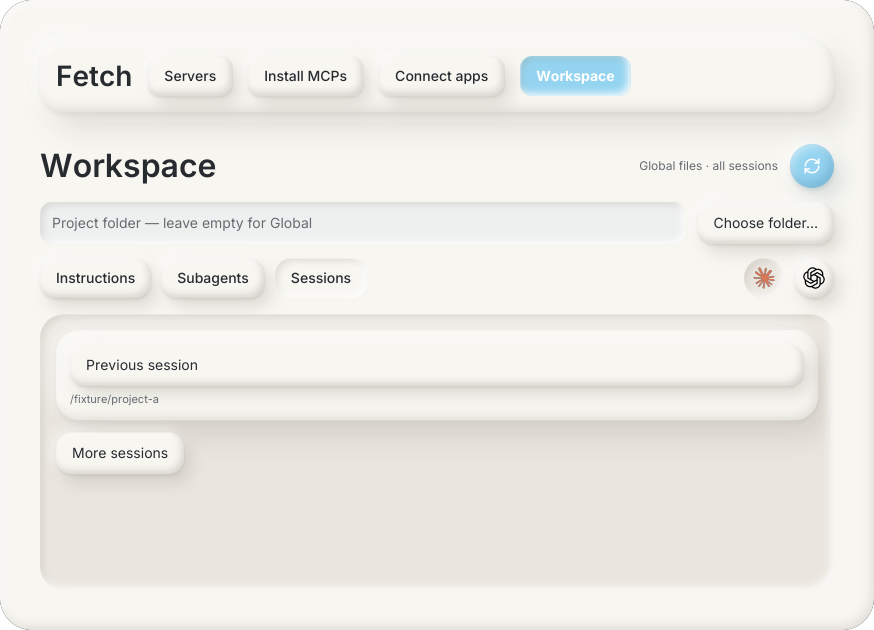 Fetch
Servers
Install MCPs
Connect apps
Workspace
Workspace
Global files · all sessions
Project folder — leave empty for Global
Choose folder...
Instructions
Subagents
Sessions
Previous session
/fixture/project-a
More sessions